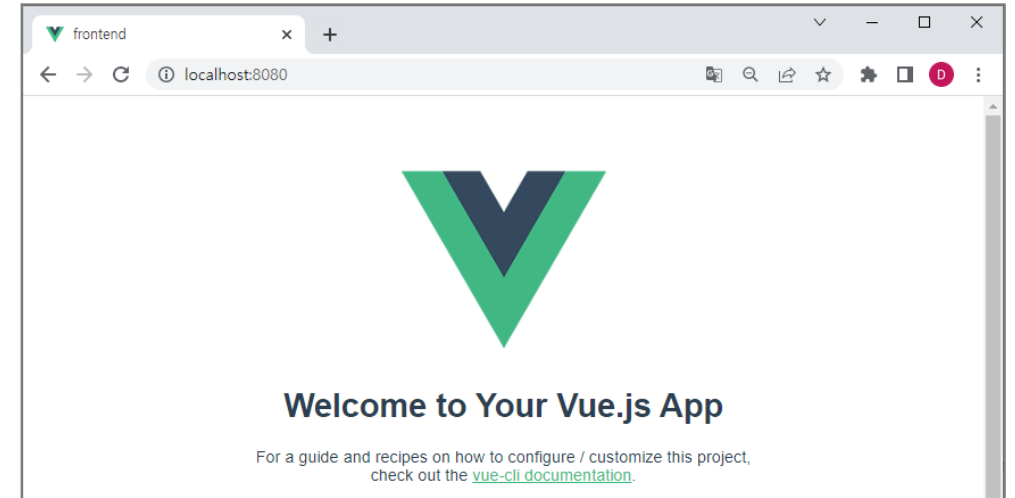 frontend
localhost:8080
D
Welcome to Your Vue.js App
For a guide and recipes on how to configure / customize this project,
check out the vue-cli documentation.